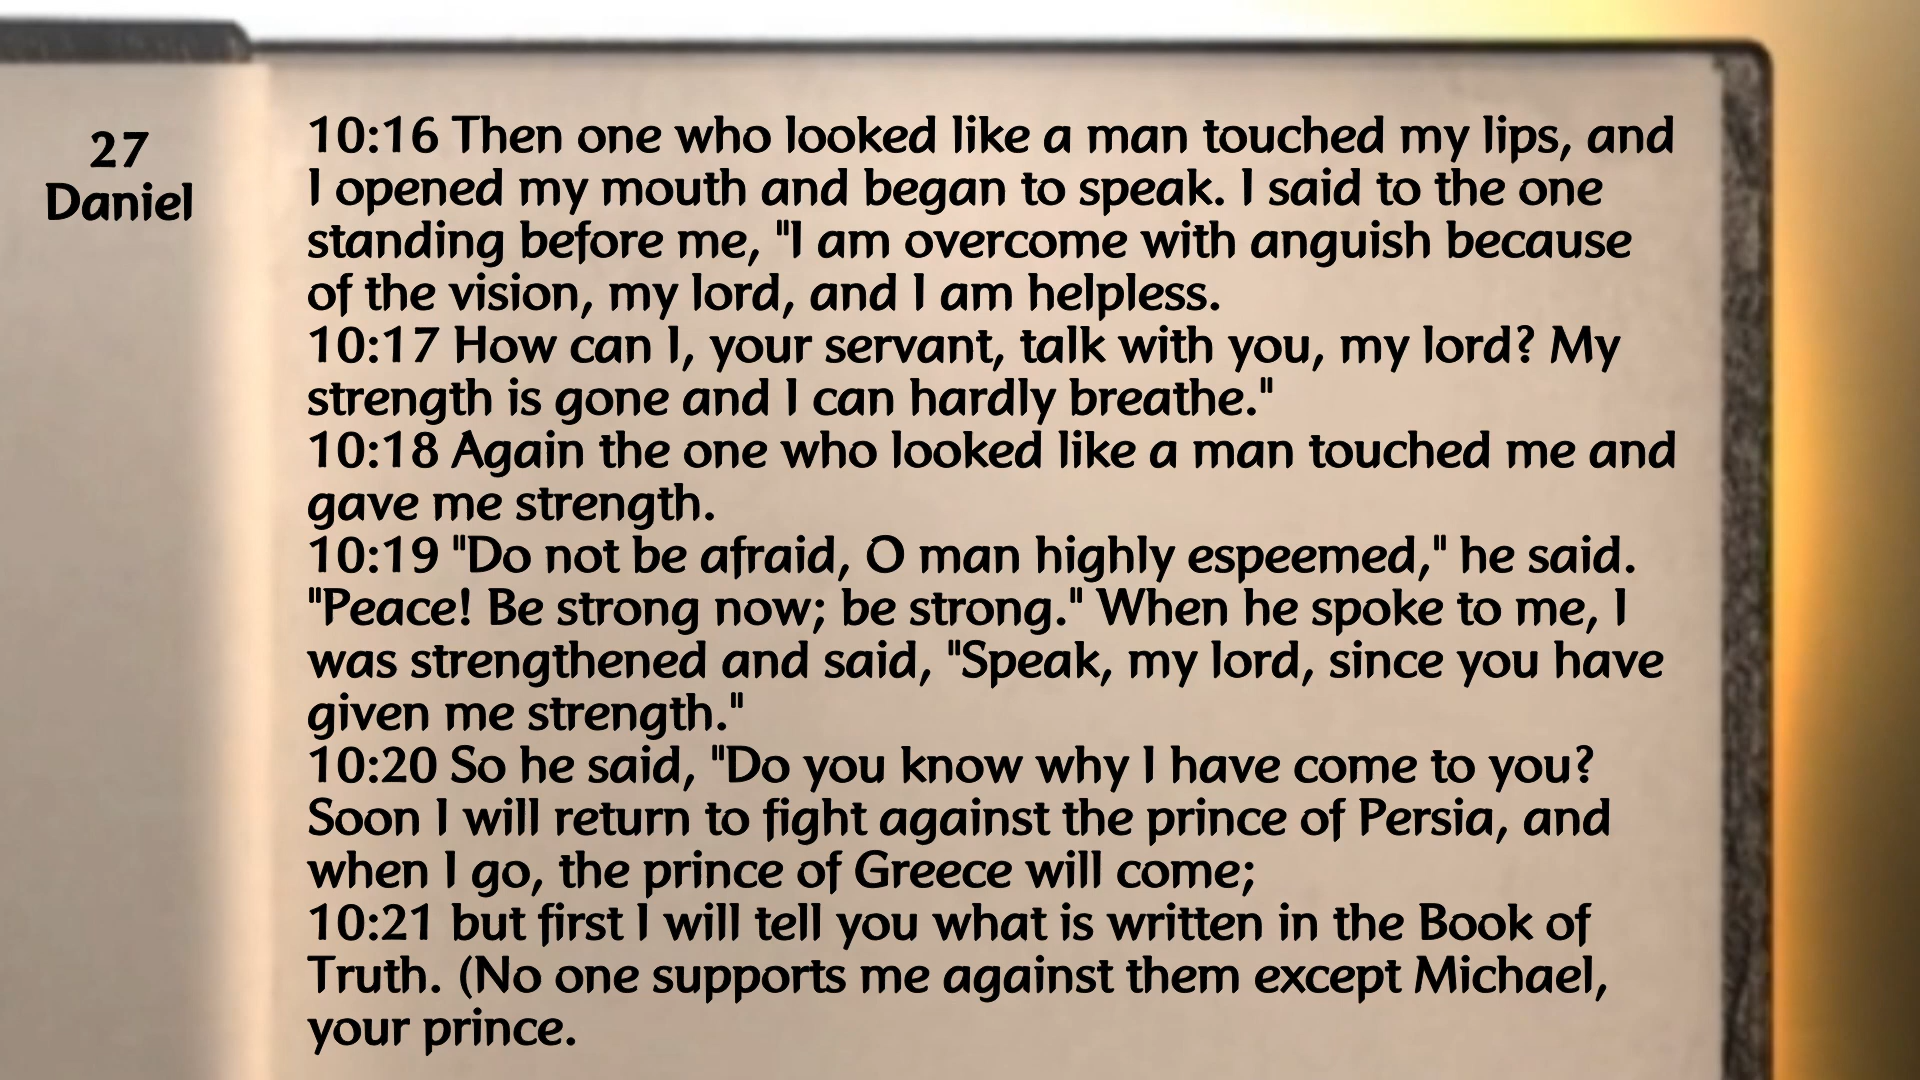 27
Daniel
10:16 Then one who looked like a man touched my lips, and
I opened my mouth and began to speak. I said to the one
standing before me, "I am overcome with anguish because
of the vision, my lord, and I am helpless.
10:17 How can I, your servant, talk with you, my lord? My
strength is gone and I can hardly breathe."
10:18 Again the one who looked like a man touched me and
gave me strength.
10:19 "Do not be afraid, O man highly espeemed," he said.
"Peace! Be strong now; be strong." When he spoke to me, I
was strengthened and said, "Speak, my lord, since you have
given me strength."
10:20 So he said, "Do you know why I have come to you?
Soon I will return to fight against the prince of Persia, and
when I go, the prince of Greece will come;
10:21 but first I will tell you what is written in the Book of
Truth. (No one supports me against them except Michael,
your prince.